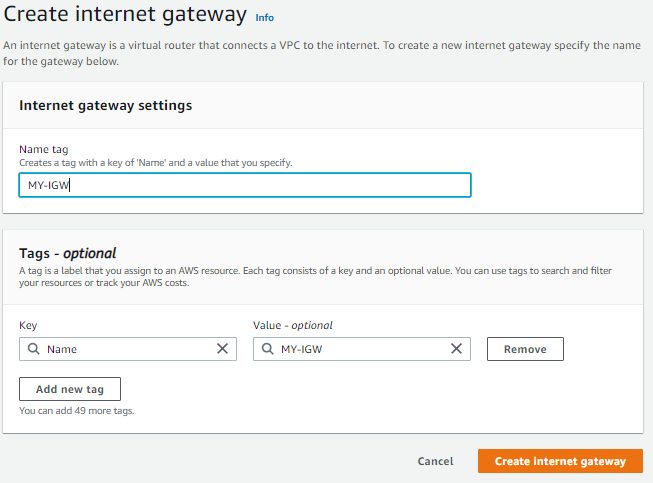 Create internet gateway Info
An internet gateway is a virtual router that connects a VPC to the internet. To create a new internet gateway specify the name
for the gateway below.
Internet gateway settings
Name tag
Creates a tag with a key of 'Name' and a value that you specify.
MY-IGW
Tags - optional
A tag is a label that you assign to an AWS resource. Each tag consists of a key and an optional value. You can use tags to search and filter
your resources or track your AWS costs.
Key Value - optional
Name MY-IGW Remove
Add new tag
You can add 49 more tags.
Cancel Create internet gateway